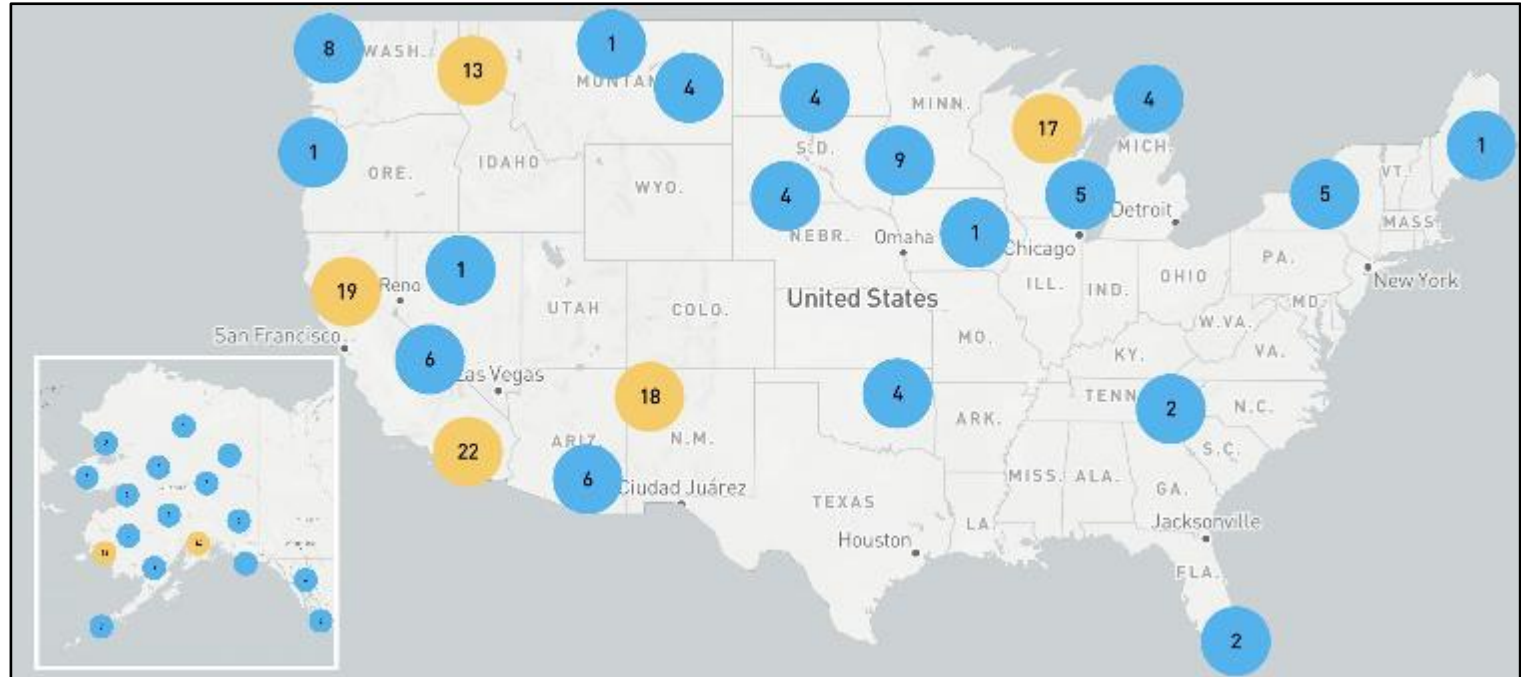 8
WASH.
13
1
MONTAN
4
4
MINN.
17
4
1
1
ORE.
IDAHO
S.D.
9
MICH.
VT.
WYO.
4
5
Detroit
5
MASS.
NEBR.
Omaha
1
Chicago
1
19
Reno
UTAH
COLO.
United States
ILL.
IND.
OHIO
PA.
New York
MD.
San Francisco
6
Las Vegas
MO.
KY.
W.VA.
VA.
18
4
TENN
2
N.C.
22
ARIZ.
N.M.
ARK.
S.C.
6
Ciudad Juárez
TEXAS
MISS.
ALA.
GA.
LA
Jacksonville
Houston
FLA.
2